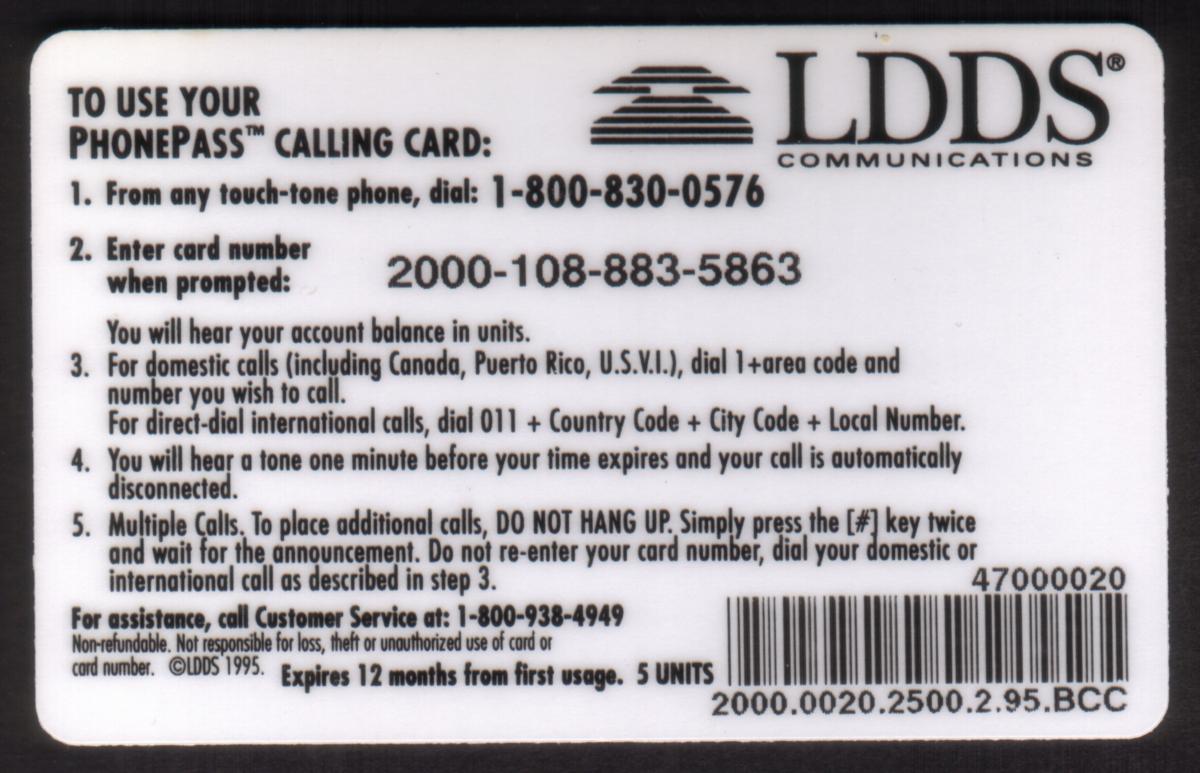 LDDS®
COMMUNICATIONS
TO USE YOUR
PHONEPASS™ CALLING CARD:
1. From any touch-tone phone, dial: 1-800-830-0576
2. Enter card number
when prompted:
2000-108-883-5863
You will hear your account balance in units.
3. For domestic calls (including Canada, Puerto Rico, U.S.V.I.), dial 1+area code and
number you wish to call.
For direct-dial international calls, dial 011 + Country Code + City Code + Local Number.
4. You will hear a tone one minute before your time expires and your call is automatically
disconnected.
5. Multiple Calls. To place additional calls, DO NOT HANG UP. Simply press the [#] key twice
and wait for the announcement. Do not re-enter your card number, dial your domestic or
international call as described in step 3.
47000020
For assistance, call Customer Service at: 1-800-938-4949
Non-refundable. Not responsible for loss, theft or unauthorized use of card or
card number. ©LDDS 1995. Expires 12 months from first usage. 5 UNITS
2000.0020.2500.2.95.BCC